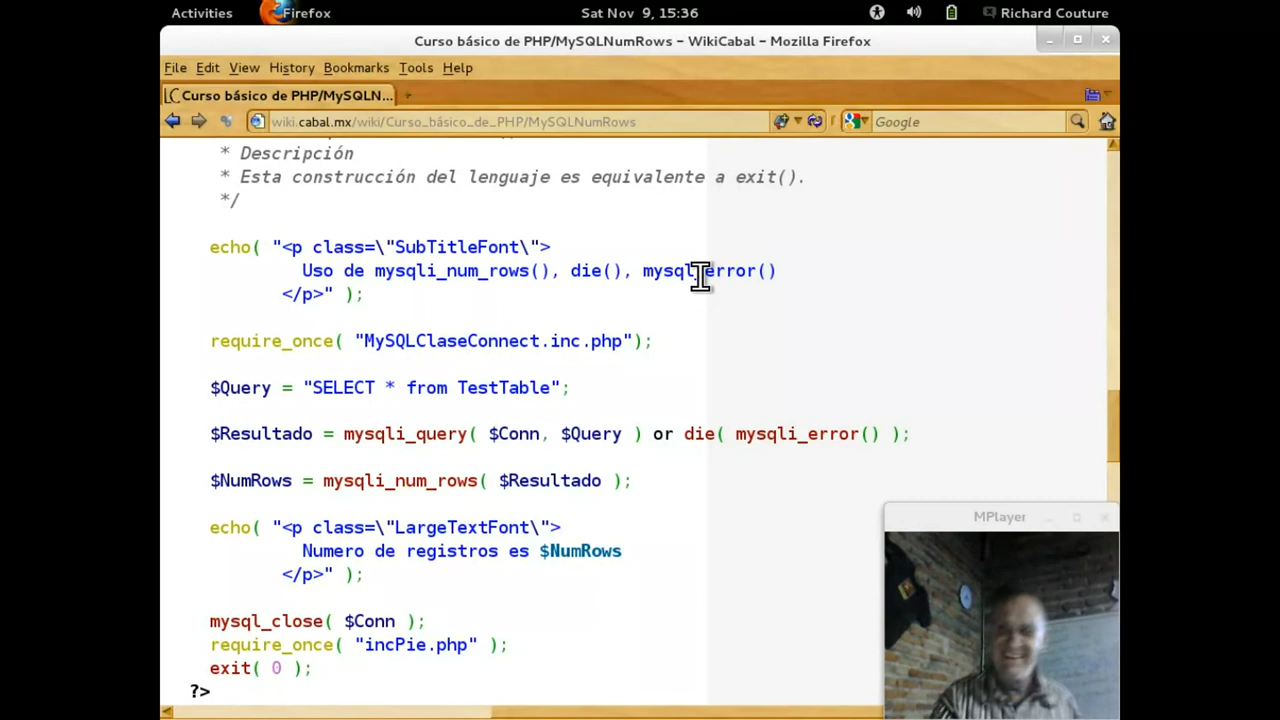 Activities Firefox Sat Nov 9, 15:36 Richard Couture
Curso básico de PHP/MySQLNumRows – WikiCabal – Mozilla Firefox
File Edit View History Bookmarks Tools Help
Curso básico de PHP/MySQLN...
wiki.cabal.mx/wiki/Curso_básico_de_PHP/MySQLNumRows Google
* Descripción
* Esta construcción del lenguaje es equivalente a exit().
*/
echo( "<p class=\"SubTitleFont\">
Uso de mysqli_num_rows(), die(), mysql_error()
</p>" );
require_once( "MySQLClaseConnect.inc.php");
$Query = "SELECT * from TestTable";
$Resultado = mysqli_query( $Conn, $Query ) or die( mysqli_error() );
$NumRows = mysqli_num_rows( $Resultado );
echo( "<p class=\"LargeTextFont\">
Numero de registros es $NumRows
</p>" );
mysql_close( $Conn );
require_once( "incPie.php" );
exit( 0 );
?>
MPlayer